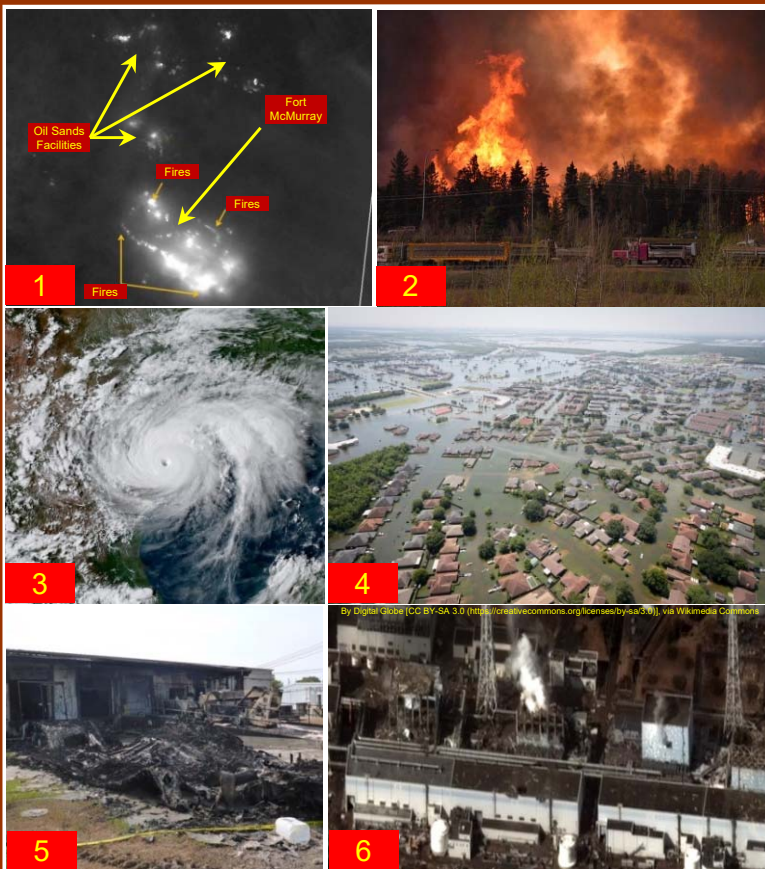 Oil Sands
Facilities
Fort
McMurray
Fires
Fires
Fires
1
2
3
4
By Digital Globe [CC BY-SA 3.0 (https://creativecommons.org/licenses/by-sa/3.0)], via Wikimedia Commons
5
6